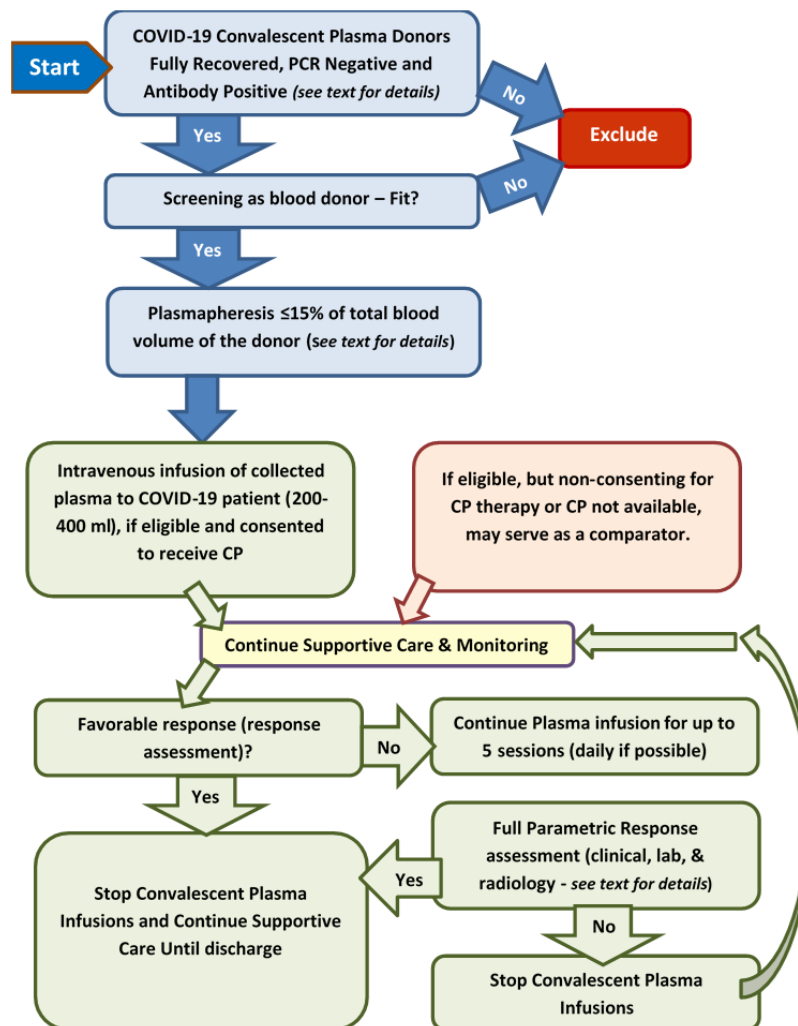 Start
COVID-19 Convalescent Plasma Donors
Fully Recovered, PCR Negative and
Antibody Positive (see text for details)
No
Exclude
Yes
Screening as blood donor – Fit?
No
Yes
Plasmapheresis ≤15% of total blood
volume of the donor (see text for details)
Intravenous infusion of collected
plasma to COVID-19 patient (200-
400 ml), if eligible and consented
to receive CP
If eligible, but non-consenting for
CP therapy or CP not available,
may serve as a comparator.
Continue Supportive Care & Monitoring
Favorable response (response
assessment)?
No
Continue Plasma infusion for up to
5 sessions (daily if possible)
Yes
Full Parametric Response
assessment (clinical, lab, &
radiology - see text for details)
Yes
Stop Convalescent Plasma
Infusions and Continue Supportive
Care Until discharge
No
Stop Convalescent Plasma
Infusions